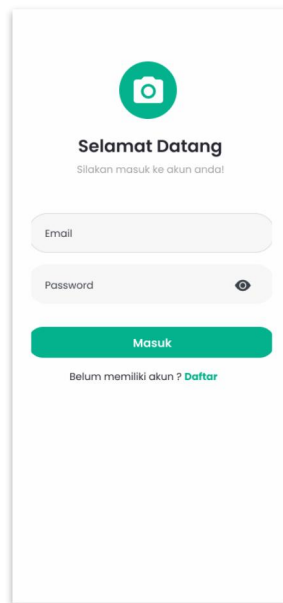 Selamat Datang
Silakan masuk ke akun anda!
Email
Password
Masuk
Belum memiliki akun ? Daftar